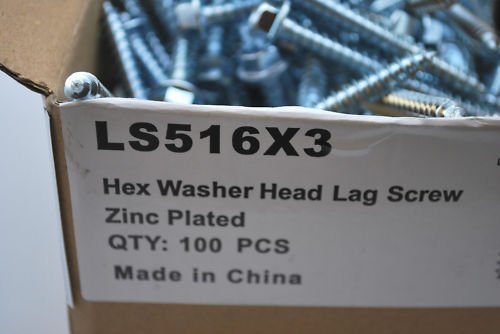 LS516X3
Hex Washer Head Lag Screw
Zinc Plated
QTY: 100 PCS
Made in China